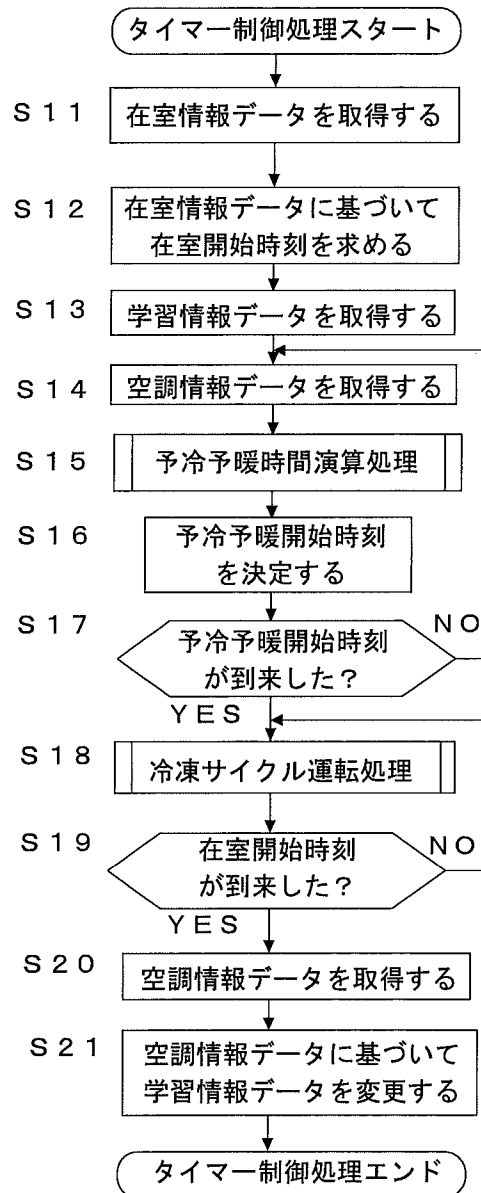 タイマー制御処理スタート
S11
在室情報データを取得する
S12
在室情報データに基づいて
在室開始時刻を求める
S13
学習情報データを取得する
S14
空調情報データを取得する
S15
予冷予暖時間演算処理
S16
予冷予暖開始時刻
を決定する
S17
予冷予暖開始時刻
が到来した?
NO
YES
S18
冷凍サイクル運転処理
S19
在室開始時刻
が到来した?
NO
YES
S20
空調情報データを取得する
S21
空調情報データに基づいて
学習情報データを変更する
タイマー制御処理エンド